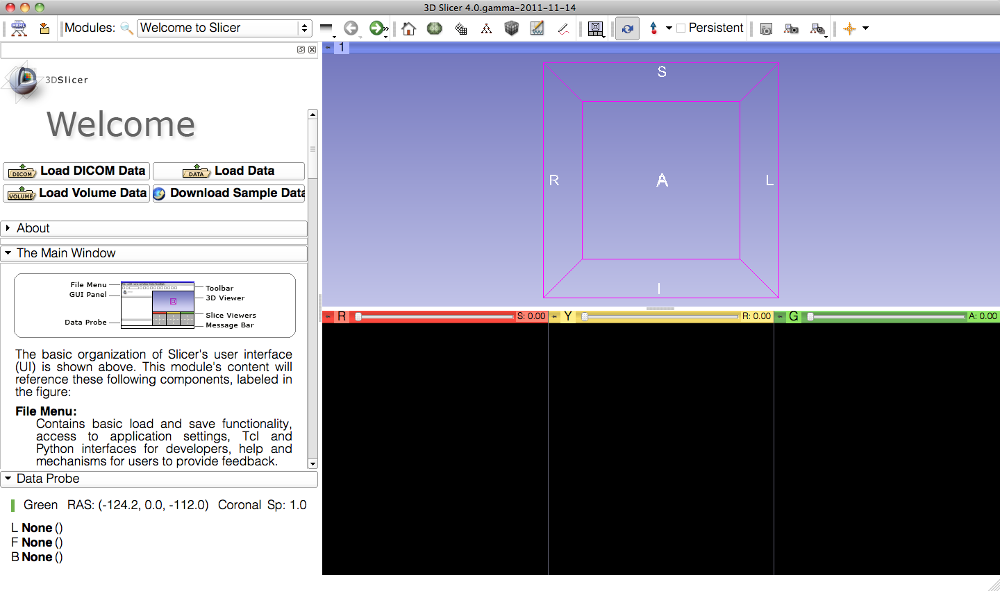 3D Slicer 4.0.gamma-2011-11-14
Modules: Welcome to Slicer
Persistent
1
3DSlicer
Welcome
DICOM Load DICOM Data
DATA Load Data
VOLUME Load Volume Data
Download Sample Data
About
The Main Window
File Menu
GUI Panel
Data Probe
Toolbar
3D Viewer
Slice Viewers
Message Bar
The basic organization of Slicer's user interface
(UI) is shown above. This module's content will
reference these following components, labeled in
the figure:
File Menu:
Contains basic load and save functionality,
access to application settings, Tcl and
Python interfaces for developers, help and
mechanisms for users to provide feedback.
Data Probe
Green RAS: (-124.2, 0.0, -112.0) Coronal Sp: 1.0
L None ()
F None ()
B None ()
S
R A L
I
R S: 0.00
Y R: 0.00
G A: 0.00